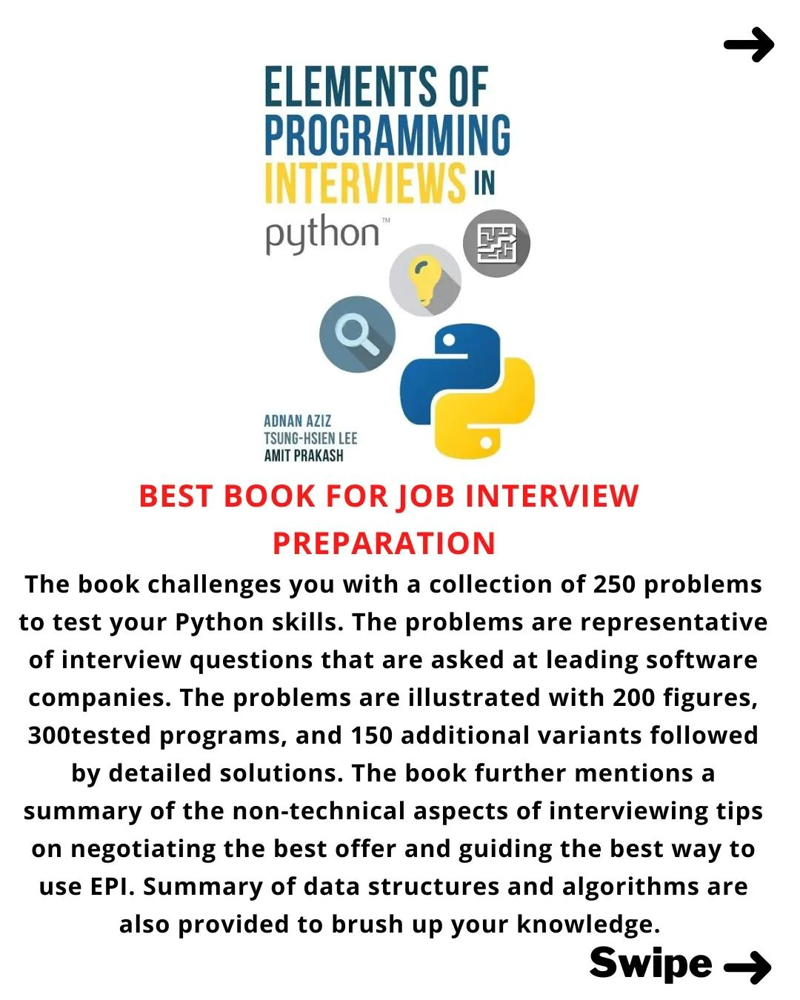 ELEMENTS OF
PROGRAMMING
INTERVIEWS IN
python™
ADNAN AZIZ
TSUNG-HSIEN LEE
AMIT PRAKASH
BEST BOOK FOR JOB INTERVIEW
PREPARATION
The book challenges you with a collection of 250 problems
to test your Python skills. The problems are representative
of interview questions that are asked at leading software
companies. The problems are illustrated with 200 figures,
300tested programs, and 150 additional variants followed
by detailed solutions. The book further mentions a
summary of the non-technical aspects of interviewing tips
on negotiating the best offer and guiding the best way to
use EPI. Summary of data structures and algorithms are
also provided to brush up your knowledge.
Swipe